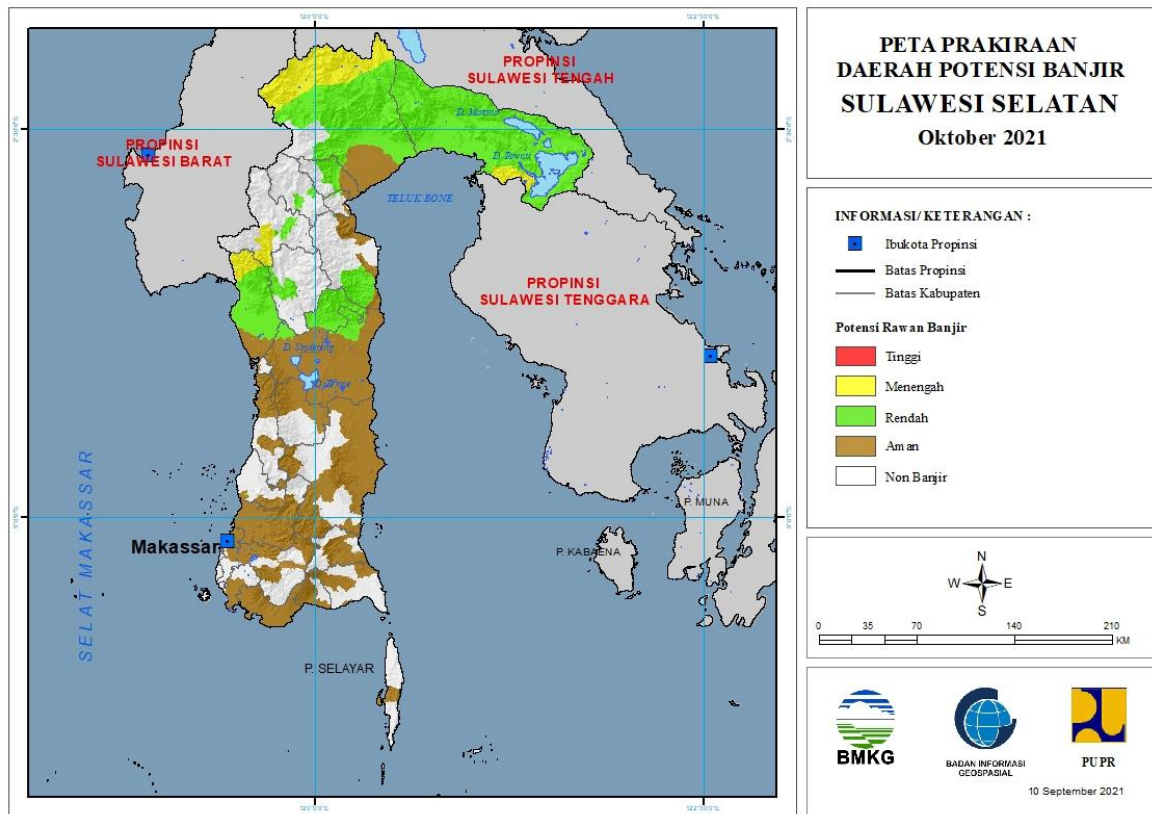 PETA PRAKIRAAN
DAERAH POTENSI BANJIR
SULAWESI SELATAN
Oktober 2021
INFORMASI/ KETERANGAN :
Ibukota Propinsi
Batas Propinsi
Batas Kabupaten
Potensi Rawan Banjir
Tinggi
Menengah
Rendah
Aman
Non Banjir
N
W E
S
0 35 70 140 210
KM
BMKG
BADAN INFORMASI
GEOSPASIAL
PUPR
10 September 2021
PROPINSI
SULAWESI TENGAH
PROPINSI
SULAWESI BARAT
D. Matana
D. Towuti
TELUK BONE
PROPINSI
SULAWESI TENGGARA
D. Sindereng
D. Tempe
SELAT MAKASSAR
Makassar
P. MUNA
P. KABAENA
P. SELAYAR